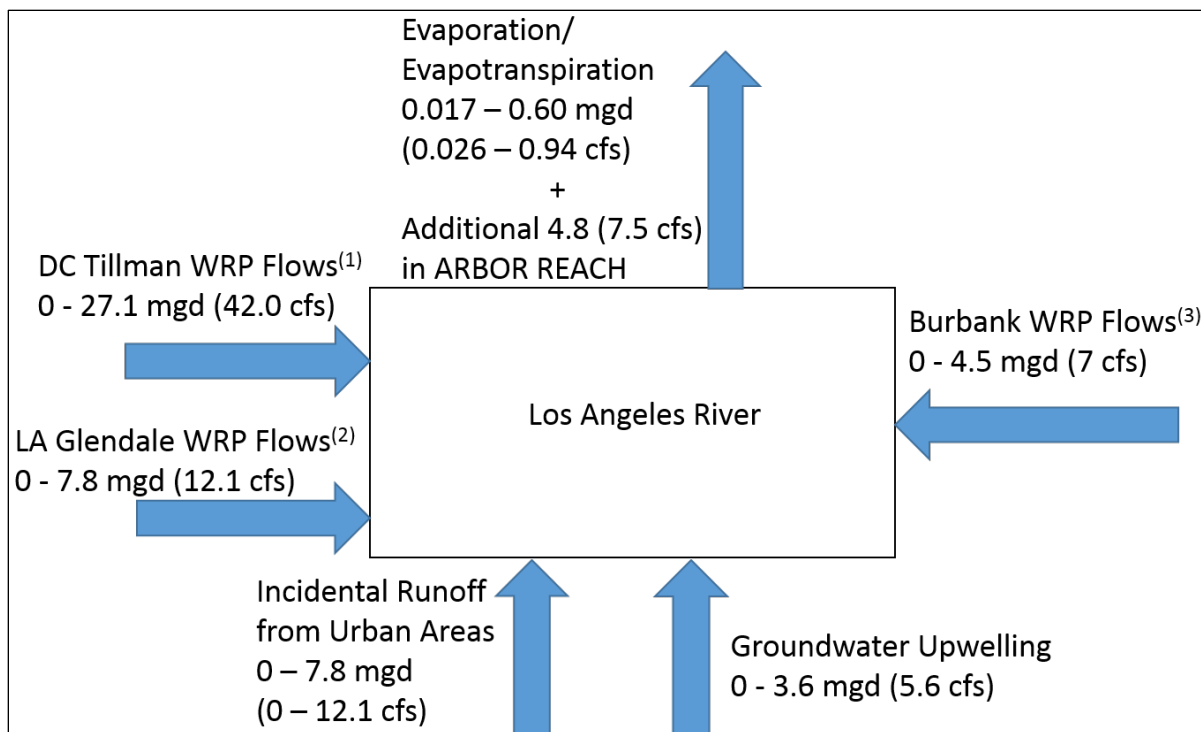 Evaporation/
Evapotranspiration
0.017 – 0.60 mgd
(0.026 – 0.94 cfs)
+
Additional 4.8 (7.5 cfs)
in ARBOR REACH
DC Tillman WRP Flows(1)
0 - 27.1 mgd (42.0 cfs)
Burbank WRP Flows(3)
0 - 4.5 mgd (7 cfs)
Los Angeles River
LA Glendale WRP Flows(2)
0 - 7.8 mgd (12.1 cfs)
Incidental Runoff
from Urban Areas
0 – 7.8 mgd
(0 – 12.1 cfs)
Groundwater Upwelling
0 - 3.6 mgd (5.6 cfs)